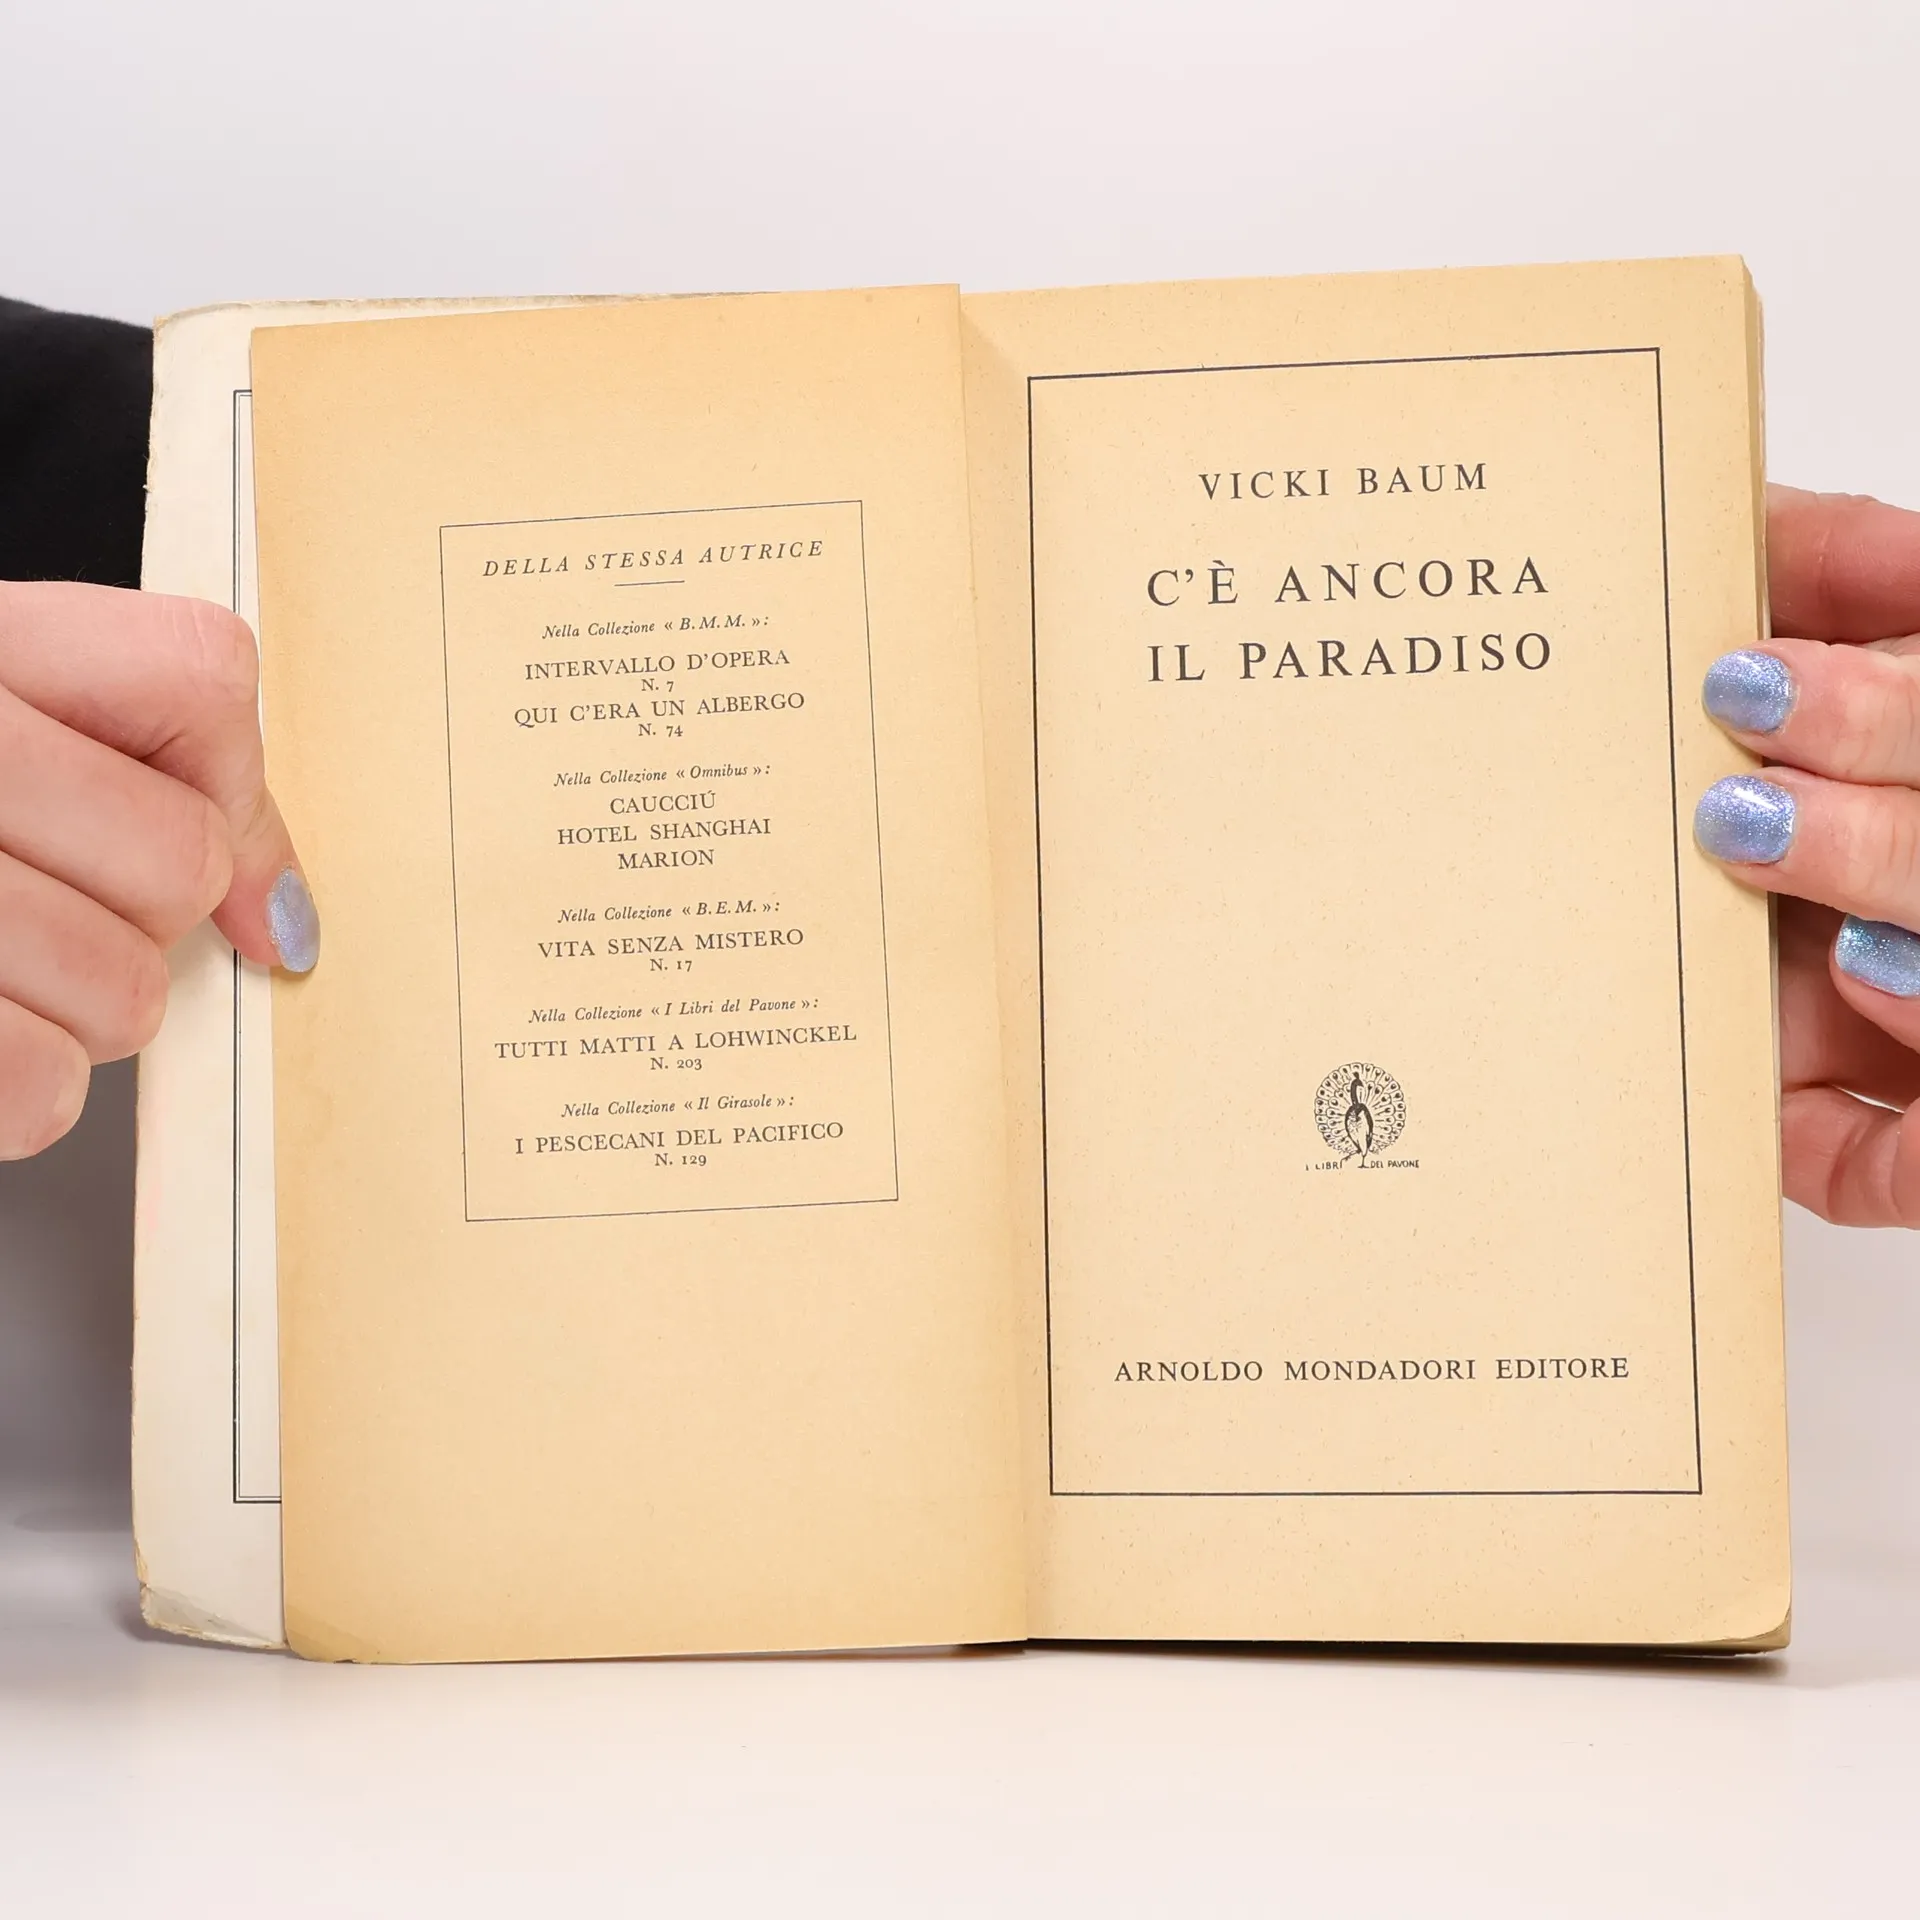 DELLA STESSA AUTRICE
Nella Collezione « B. M. M. »:
INTERVALLO D'OPERA
N. 7
QUI C'ERA UN ALBERGO
N. 74
Nella Collezione « Omnibus »:
CAUCCIÚ
HOTEL SHANGHAI
MARION
Nella Collezione « B. E. M. »:
VITA SENZA MISTERO
N. 17
Nella Collezione « I Libri del Pavone »:
TUTTI MATTI A LOHWINCKEL
N. 203
Nella Collezione « Il Girasole »:
I PESCECANI DEL PACIFICO
N. 129
VICKI BAUM
C'È ANCORA
IL PARADISO
I LIBRI DEL PAVONE
ARNOLDO MONDADORI EDITORE